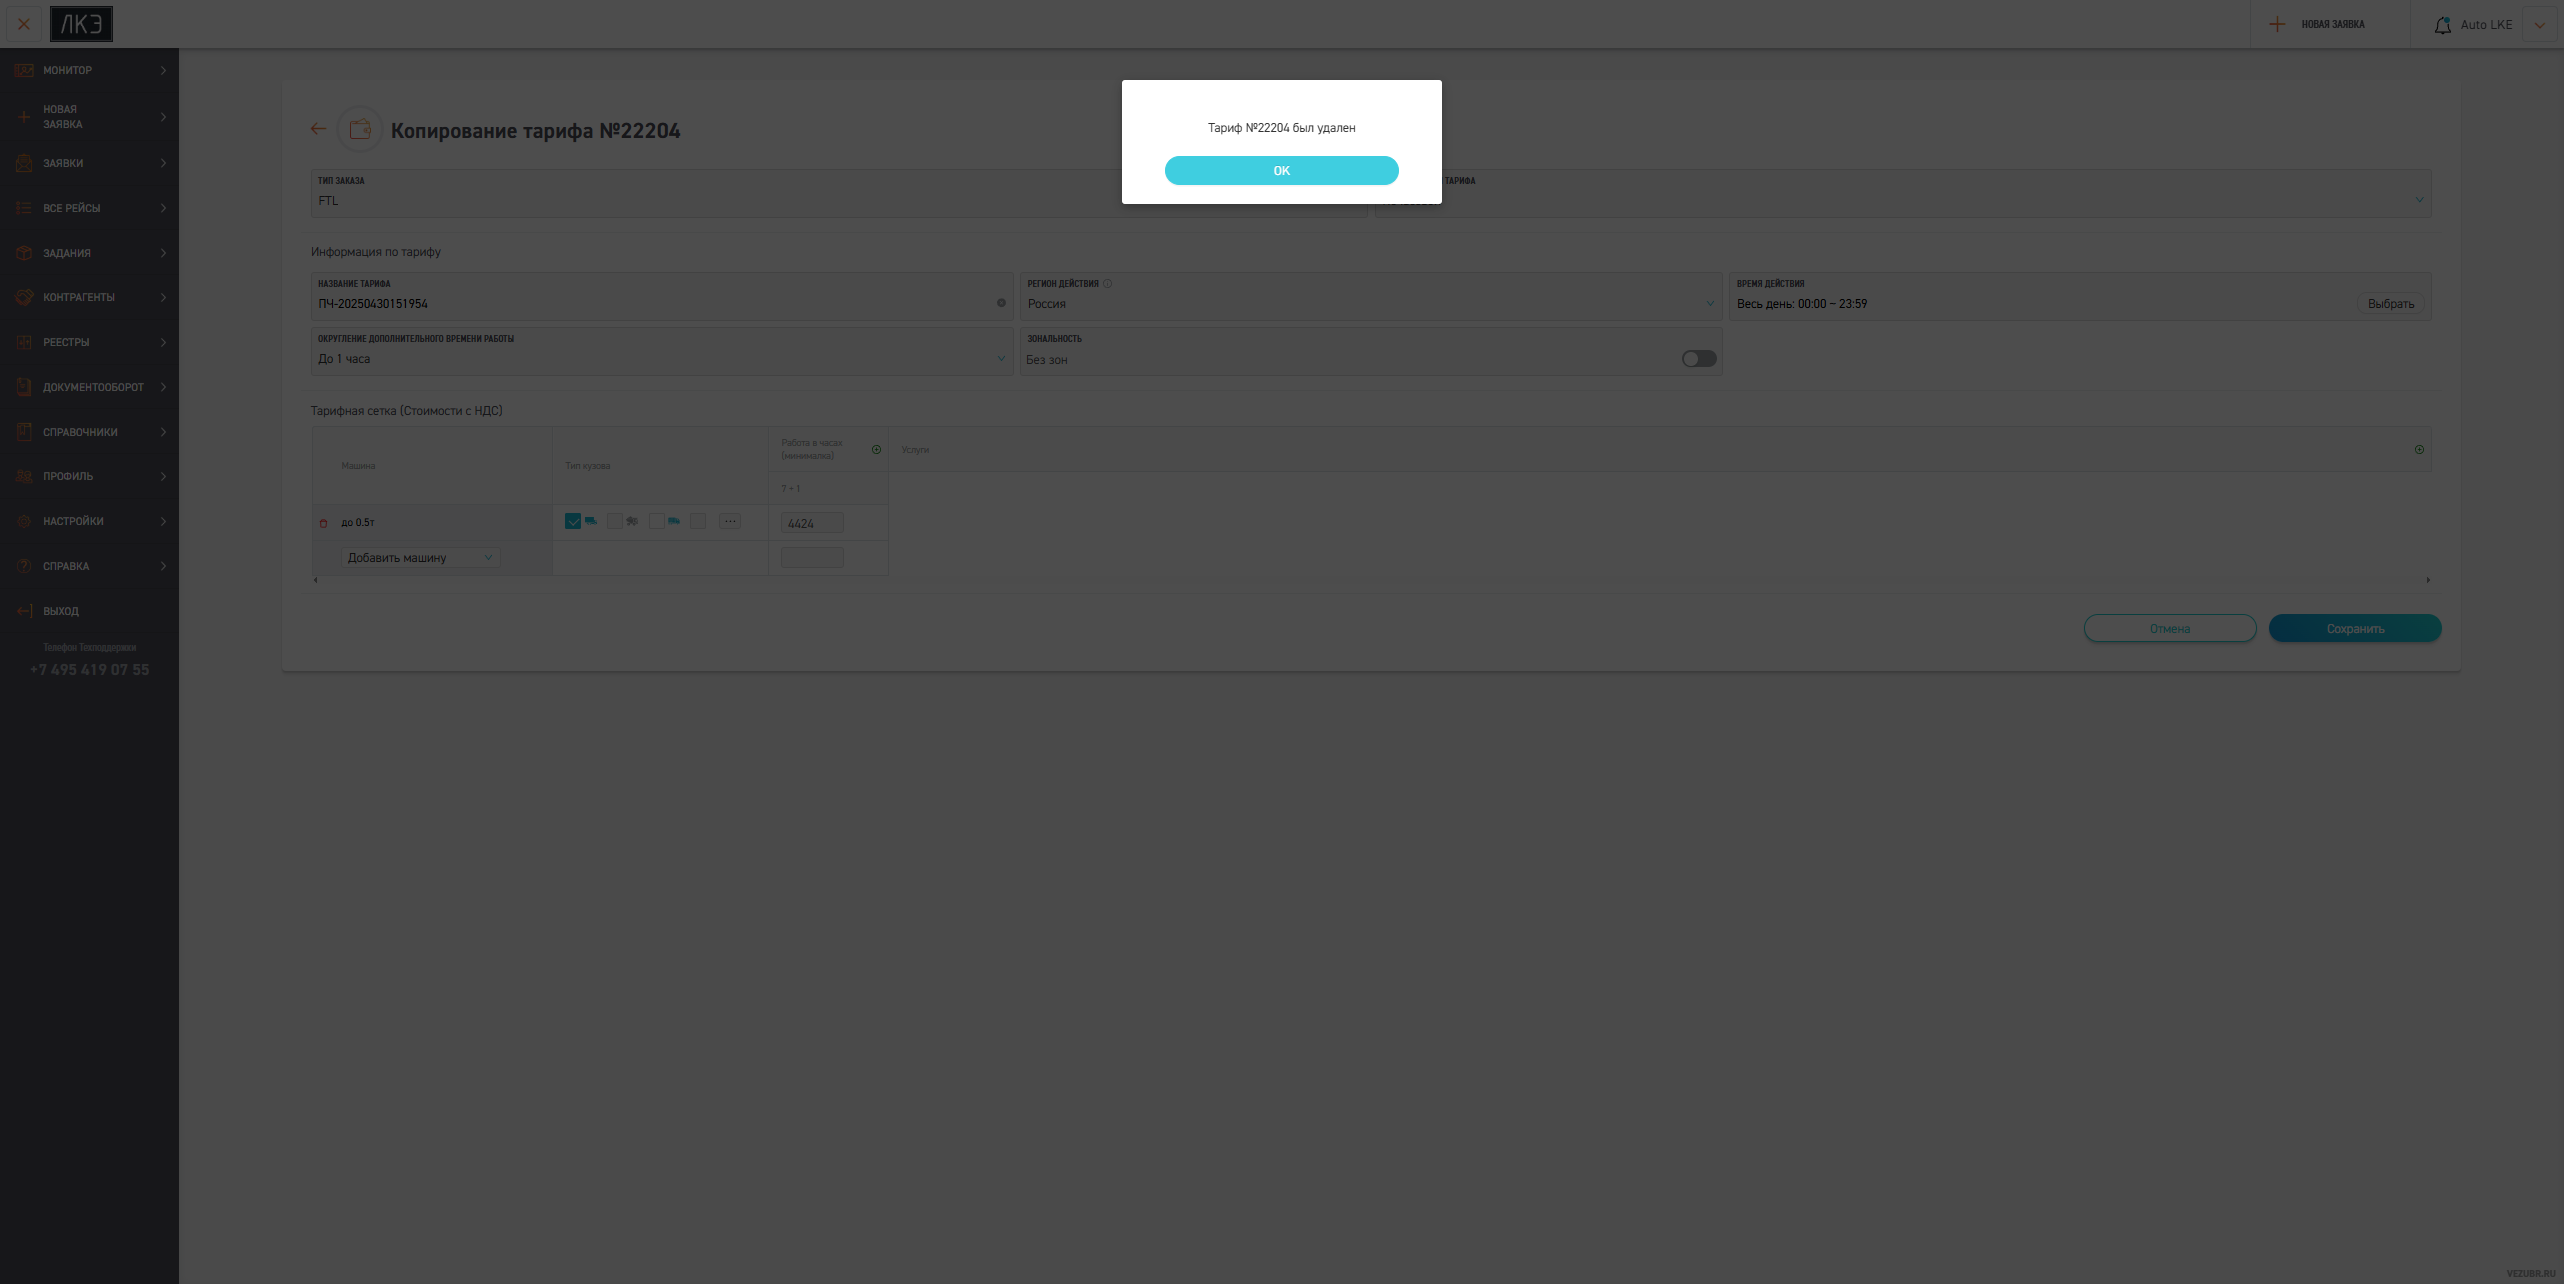 ЛКЭ
НОВАЯ ЗАЯВКА
Auto LKE
МОНИТОР
НОВАЯ
ЗАЯВКА
ЗАЯВКИ
ВСЕ РЕЙСЫ
ЗАДАНИЯ
КОНТРАГЕНТЫ
РЕЕСТРЫ
ДОКУМЕНТООБОРОТ
СПРАВОЧНИКИ
ПРОФИЛЬ
НАСТРОЙКИ
СПРАВКА
ВЫХОД
Телефон Техподдержки
+7 495 419 07 55
Тариф №22204 был удален
OK
Копирование тарифа №22204
ТИП ЗАКАЗА
FTL
ТАРИФА
Информация по тарифу
НАЗВАНИЕ ТАРИФА
ПЧ-20250430151954
РЕГИОН ДЕЙСТВИЯ
Россия
ВРЕМЯ ДЕЙСТВИЯ
Весь день: 00:00 – 23:59
Выбрать
ОКРУГЛЕНИЕ ДОПОЛНИТЕЛЬНОГО ВРЕМЕНИ РАБОТЫ
До 1 часа
ЗОНАЛЬНОСТЬ
Без зон
Тарифная сетка (Стоимости с НДС)
Машина
Тип кузова
Работа в часах
(минималка)
Услуги
7 + 1
до 0.5т
···
4424
Добавить машину
Отмена
Сохранить
VEZUBR.RU